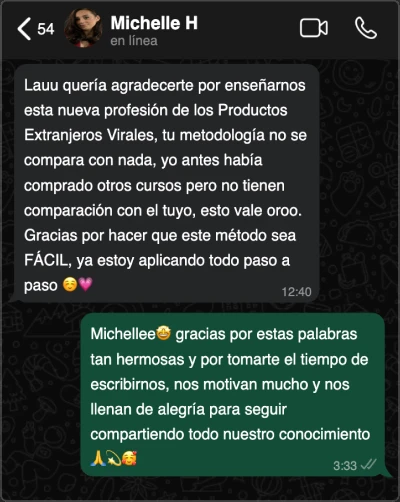 54
Michelle H
en línea
Lauu quería agradecerte por enseñarnos
esta nueva profesión de los Productos
Extranjeros Virales, tu metodología no se
compara con nada, yo antes había
comprado otros cursos pero no tienen
comparación con el tuyo, esto vale oroo.
Gracias por hacer que este método sea
FÁCIL, ya estoy aplicando todo paso a
paso ☺️💗
12:40
Michellee🤩 gracias por estas palabras
tan hermosas y por tomarte el tiempo de
escribirnos, nos motivan mucho y nos
llenan de alegría para seguir
compartiendo todo nuestro conocimiento
🙏💫🥰
3:33